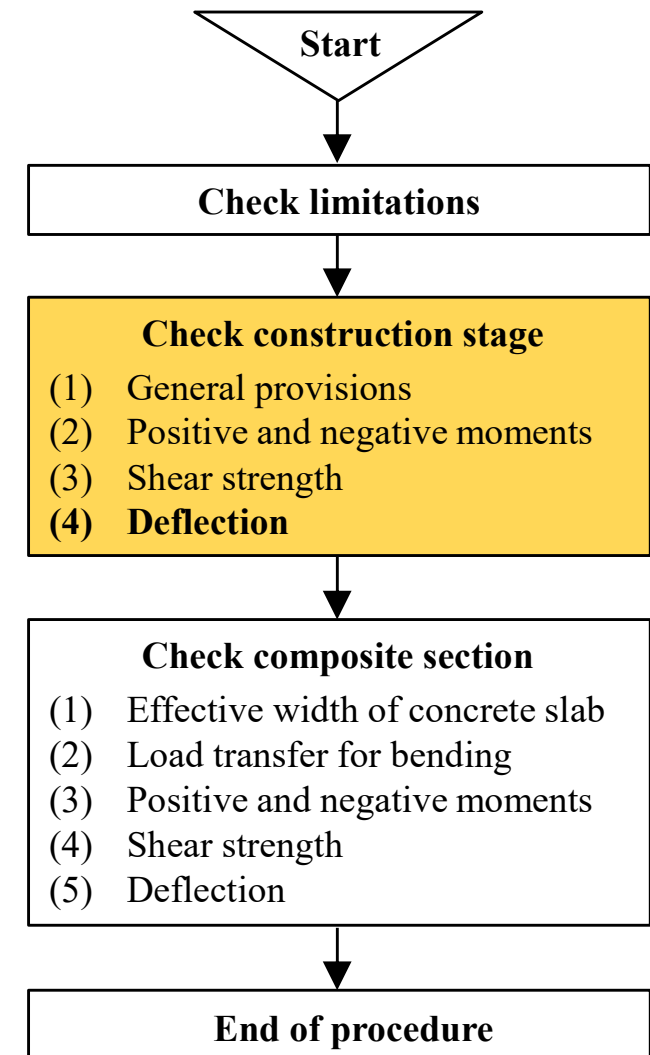 Start
Check limitations
Check construction stage
(1) General provisions
(2) Positive and negative moments
(3) Shear strength
(4) Deflection
Check composite section
(1) Effective width of concrete slab
(2) Load transfer for bending
(3) Positive and negative moments
(4) Shear strength
(5) Deflection
End of procedure